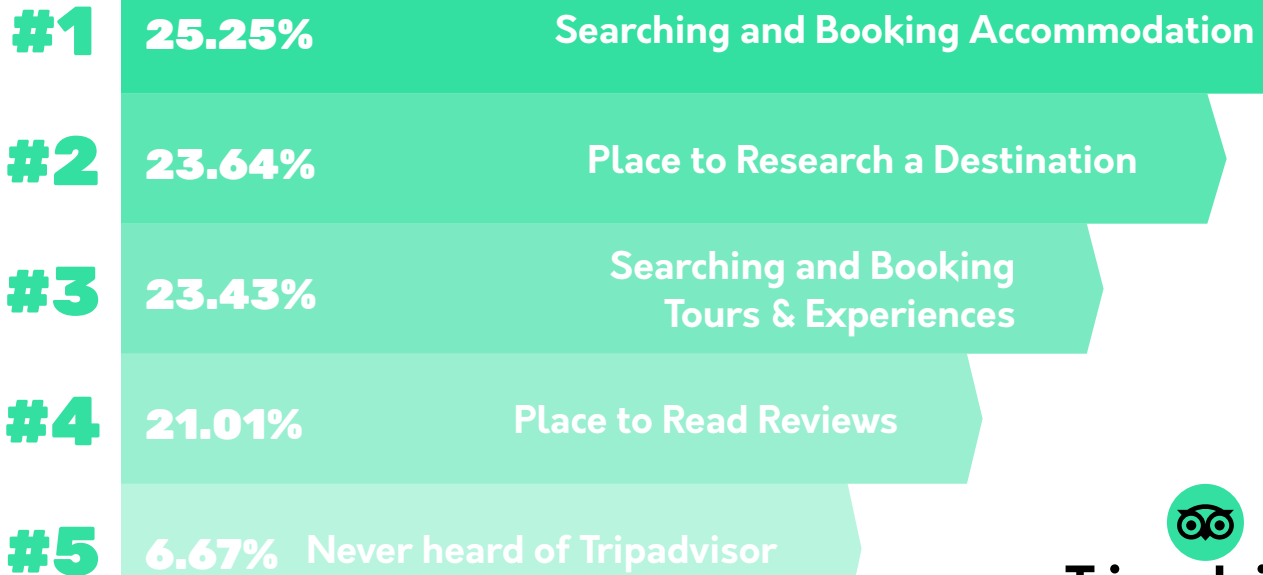 #1 25.25% Searching and Booking Accommodation
#2 23.64% Place to Research a Destination
#3 23.43% Searching and Booking
Tours & Experiences
#4 21.01% Place to Read Reviews
#5 6.67% Never heard of Tripadvisor